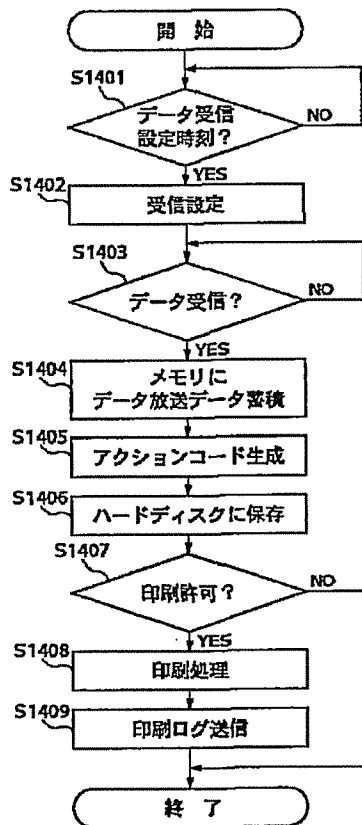 開 始
S1401
データ受信
設定時刻?
NO
YES
S1402
受信設定
S1403
データ受信?
NO
YES
S1404
メモリに
データ放送データ蓄積
S1405
アクションコード生成
S1406
ハードディスクに保存
S1407
印刷許可?
NO
YES
S1408
印刷処理
S1409
印刷ログ送信
終 了